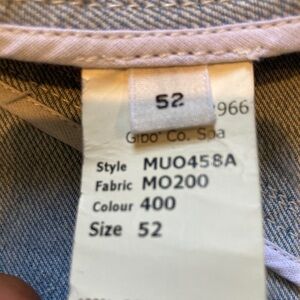 52
966
Gibo' Co. Spa
Style MUO458A
Fabric MO200
Colour 400
Size 52